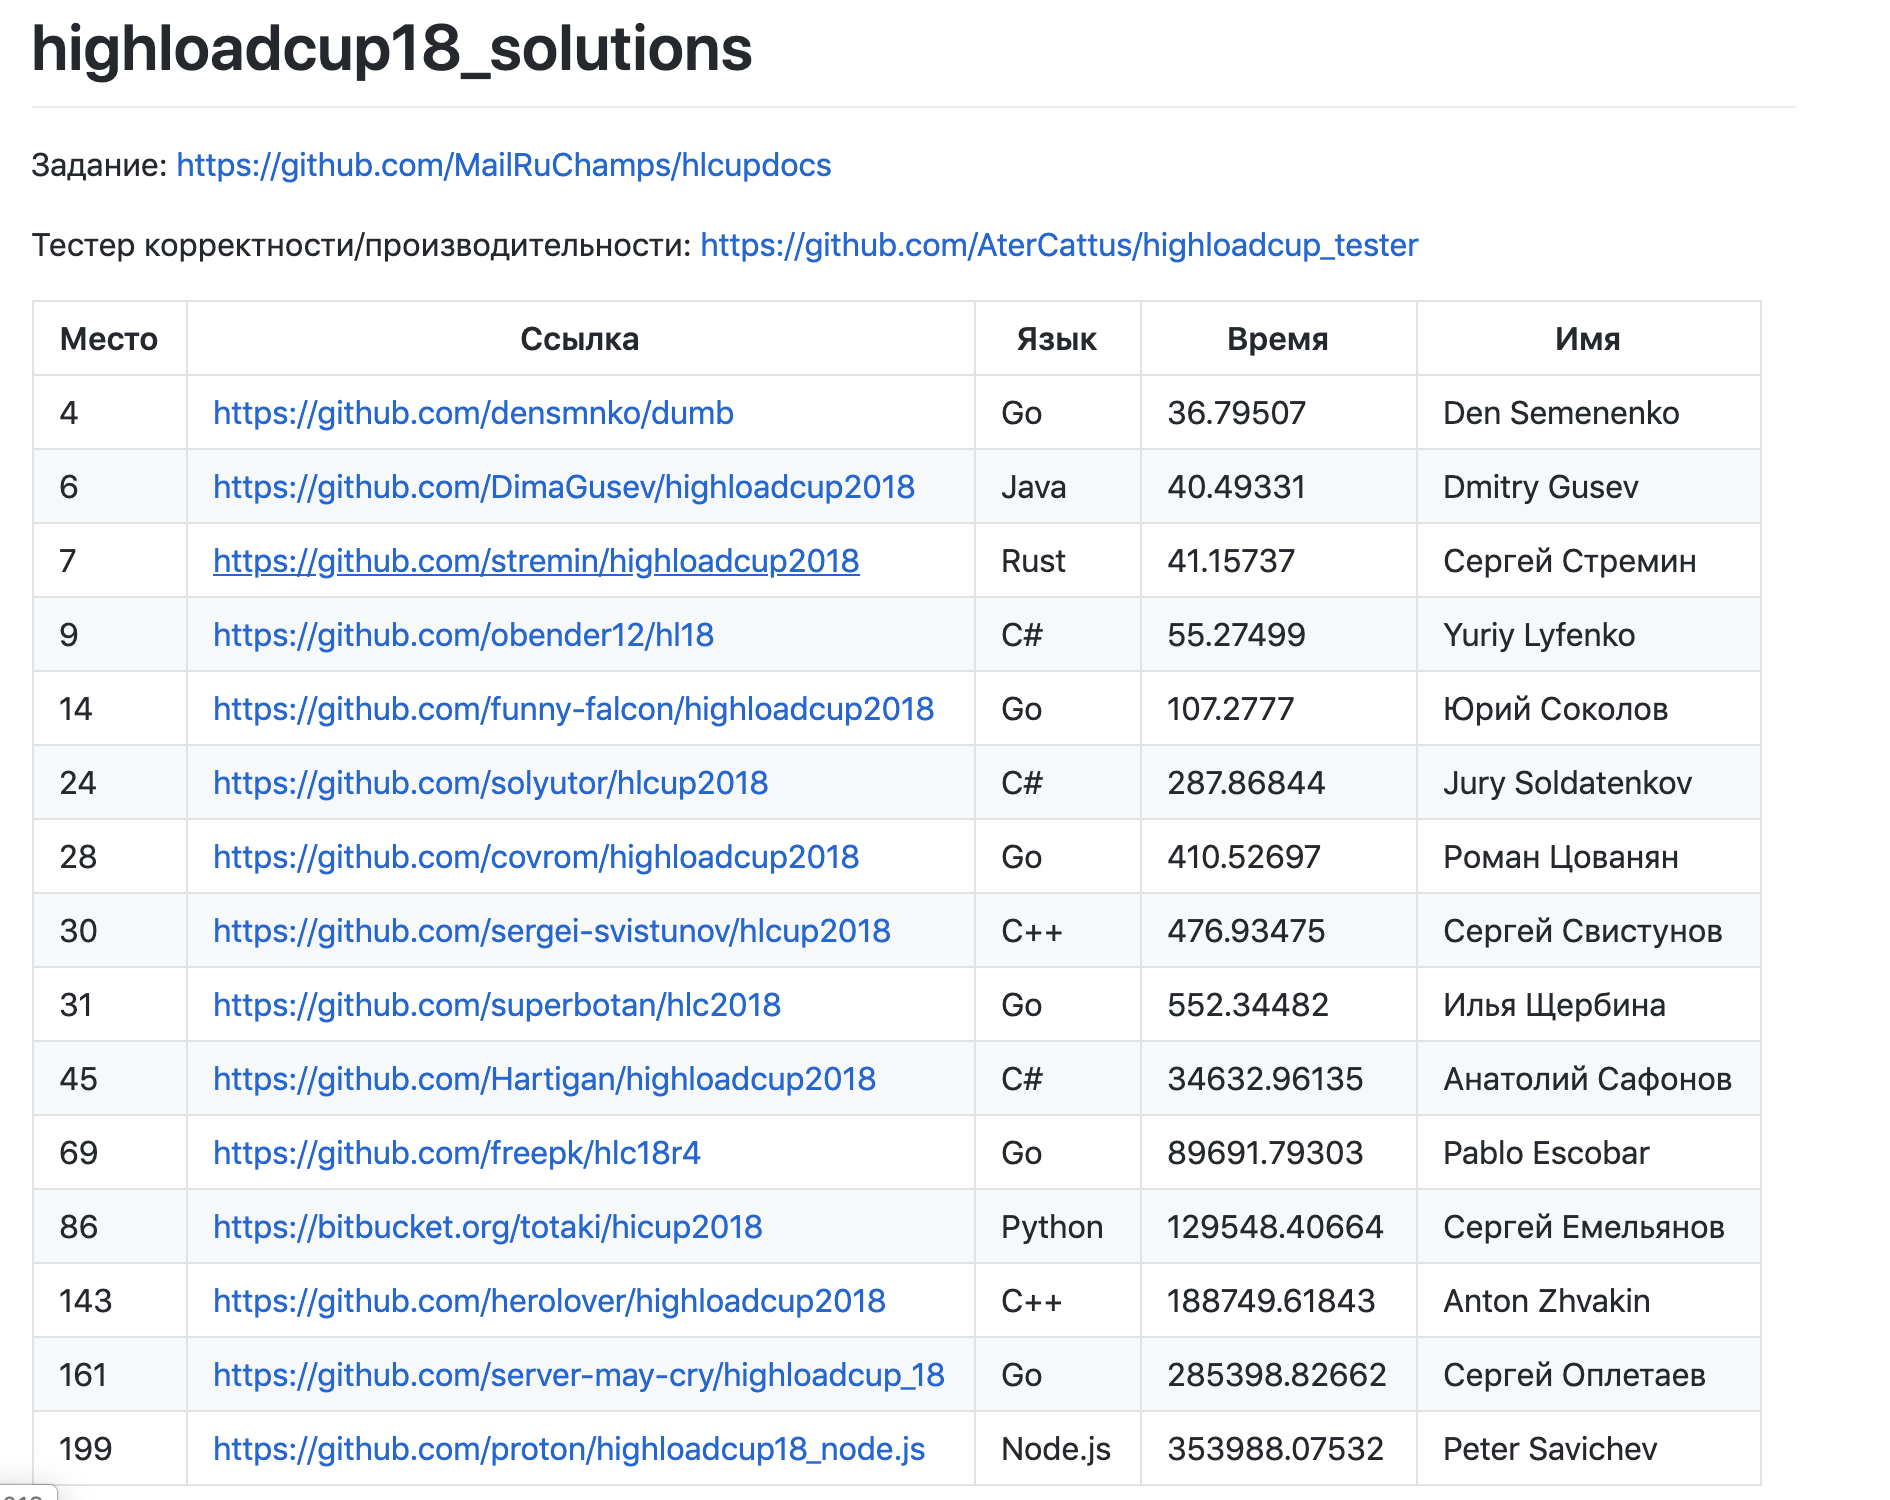 highloadcup18_solutions
Задание: https://github.com/MailRuChamps/hlcupdocs
Тестер корректности/производительности: https://github.com/AterCattus/highloadcup_tester
Место Ссылка Язык Время Имя
4 https://github.com/densmnko/dumb Go 36.79507 Den Semenenko
6 https://github.com/DimaGusev/highloadcup2018 Java 40.49331 Dmitry Gusev
7 https://github.com/stremin/highloadcup2018 Rust 41.15737 Сергей Стремин
9 https://github.com/obender12/hl18 C# 55.27499 Yuriy Lyfenko
14 https://github.com/funny-falcon/highloadcup2018 Go 107.2777 Юрий Соколов
24 https://github.com/solyutor/hlcup2018 C# 287.86844 Jury Soldatenkov
28 https://github.com/covrom/highloadcup2018 Go 410.52697 Роман Цованян
30 https://github.com/sergei-svistunov/hlcup2018 C++ 476.93475 Сергей Свистунов
31 https://github.com/superbotan/hlc2018 Go 552.34482 Илья Щербина
45 https://github.com/Hartigan/highloadcup2018 C# 34632.96135 Анатолий Сафонов
69 https://github.com/freepk/hlc18r4 Go 89691.79303 Pablo Escobar
86 https://bitbucket.org/totaki/hicup2018 Python 129548.40664 Сергей Емельянов
143 https://github.com/herolover/highloadcup2018 C++ 188749.61843 Anton Zhvakin
161 https://github.com/server-may-cry/highloadcup_18 Go 285398.82662 Сергей Оплетаев
199 https://github.com/proton/highloadcup18_node.js Node.js 353988.07532 Peter Savichev